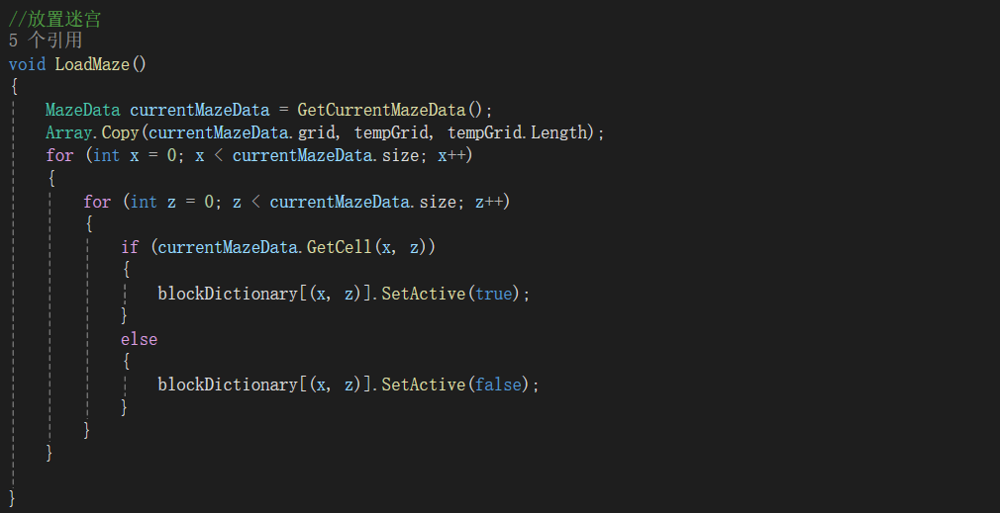 //放置迷宫
5 个引用
void LoadMaze()
{
MazeData currentMazeData = GetCurrentMazeData();
Array.Copy(currentMazeData.grid, tempGrid, tempGrid.Length);
for (int x = 0; x < currentMazeData.size; x++)
{
for (int z = 0; z < currentMazeData.size; z++)
{
if (currentMazeData.GetCell(x, z))
{
blockDictionary[(x, z)].SetActive(true);
}
else
{
blockDictionary[(x, z)].SetActive(false);
}
}
}
}